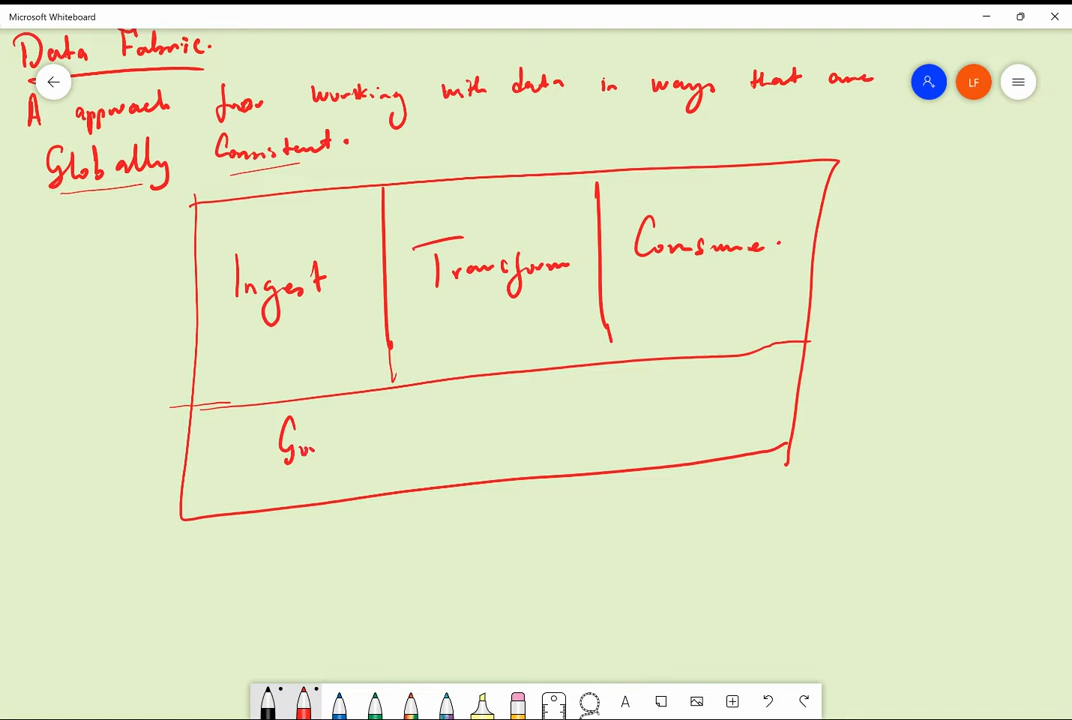 Microsoft Whiteboard
Data Fabric.
A approach for working with data in ways that are
Globally Consistent.
LF
Ingest
Transform
Consume.
A